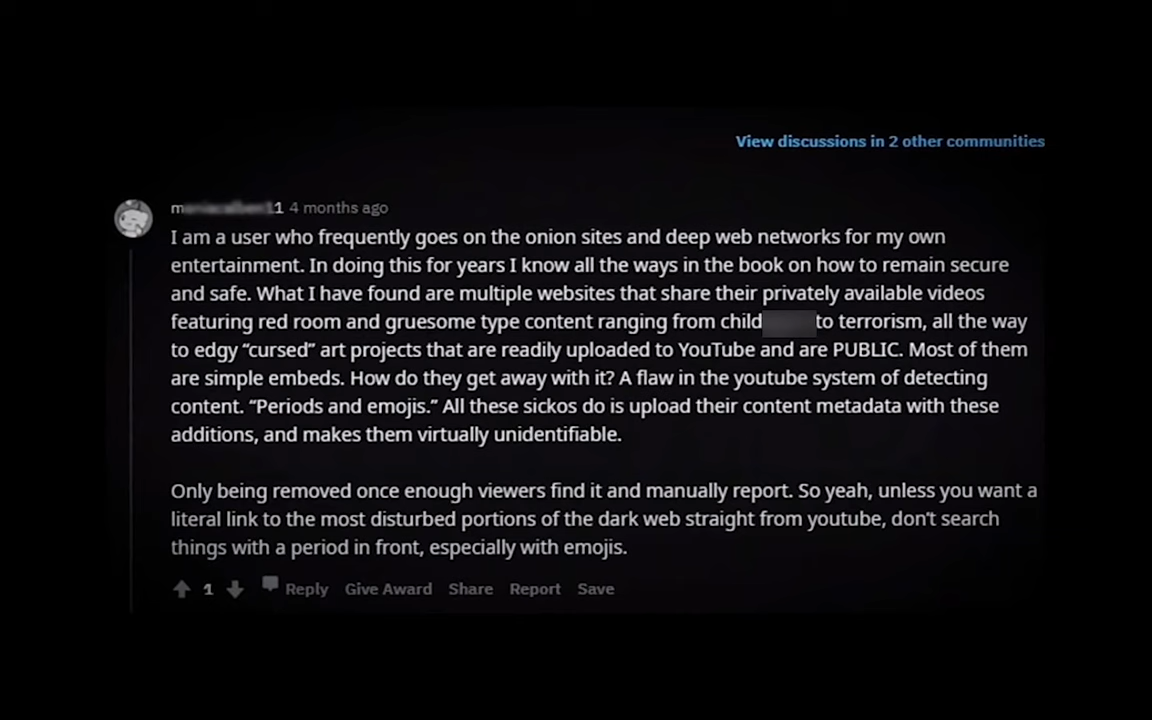 View discussions in 2 other communities
m 11 4 months ago
I am a user who frequently goes on the onion sites and deep web networks for my own
entertainment. In doing this for years I know all the ways in the book on how to remain secure
and safe. What I have found are multiple websites that share their privately available videos
featuring red room and gruesome type content ranging from child to terrorism, all the way
to edgy “cursed” art projects that are readily uploaded to YouTube and are PUBLIC. Most of them
are simple embeds. How do they get away with it? A flaw in the youtube system of detecting
content. “Periods and emojis.” All these sickos do is upload their content metadata with these
additions, and makes them virtually unidentifiable.
Only being removed once enough viewers find it and manually report. So yeah, unless you want a
literal link to the most disturbed portions of the dark web straight from youtube, don't search
things with a period in front, especially with emojis.
1 Reply Give Award Share Report Save